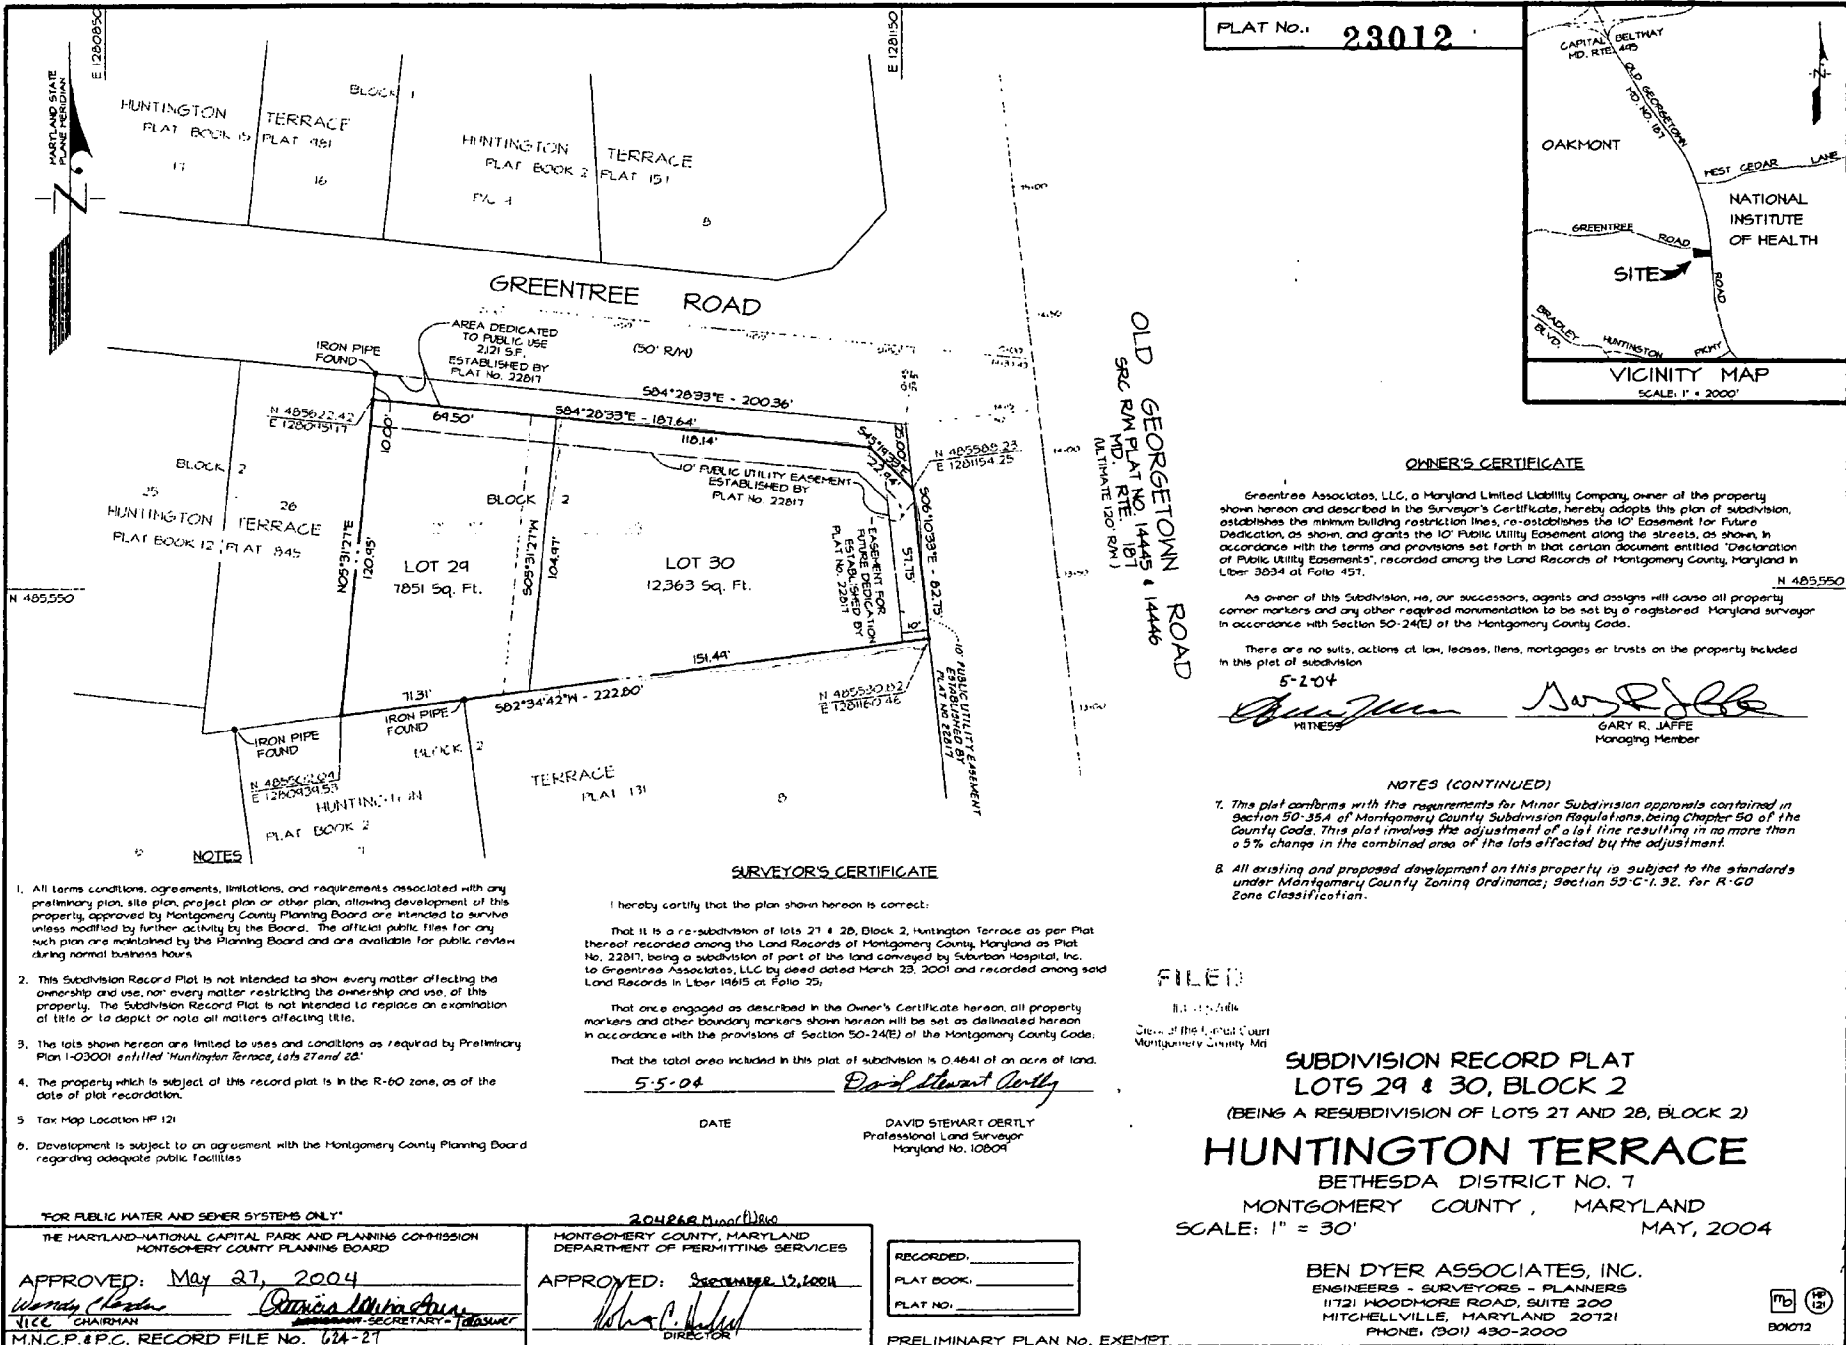 PLAT No.: 23012
CAPITAL BELTWAY
MD. RTE. 495
OLD GEORGETOWN
MD. NO. 187
OAKMONT
WEST CEDAR LANE
NATIONAL
INSTITUTE
OF HEALTH
GREENTREE ROAD
SITE
ROAD
BRADLEY
BLVD.
HUNTINGTON PKWY
VICINITY MAP
SCALE: 1" = 2000'
MARYLAND STATE
PLANE MERIDIAN
E 1280850
E 1281150
BLOCK 1
HUNTINGTON TERRACE
PLAT BOOK 15 PLAT 981
17
16
HUNTINGTON TERRACE
PLAT BOOK 2 PLAT 151
P/O 4
GREENTREE ROAD
(50' R/W)
AREA DEDICATED
TO PUBLIC USE
2,121 S.F.
ESTABLISHED BY
PLAT No. 22817
IRON PIPE
FOUND
S84°28'33"E - 200.36'
N 485622.42
69.50'
S84°28'33"E - 187.64'
118.14'
10.00'
25.00'
S45°19'33"E
22.94'
N 485588.23
E 1281154.25
10' PUBLIC UTILITY EASEMENT
ESTABLISHED BY
PLAT No. 22817
BLOCK 2
25
26
HUNTINGTON TERRACE
PLAT BOOK 12 PLAT 845
BLOCK 2
N05°31'27"E
120.95'
S05°31'27"W
104.97'
LOT 29
7851 Sq. Ft.
LOT 30
12,363 Sq. Ft.
EASEMENT FOR
FUTURE DEDICATION
ESTABLISHED BY
PLAT No. 22817
57.75'
S06°10'33"E - 82.75'
10'
N 485,550
N 485,550
151.49'
71.31'
S82°34'42"W - 222.80'
IRON PIPE
FOUND
IRON PIPE
FOUND
N 485530.82
E 1281160.46
10' PUBLIC UTILITY EASEMENT
ESTABLISHED BY
PLAT NO 22817
E 1280939.53
BLOCK 2
HUNTINGTON
TERRACE
PLAT BOOK 2
PLAT 131
OLD GEORGETOWN ROAD
SRC R/W PLAT NO. 14445 & 14446
MD. RTE. 187
(ULTIMATE 120' R/W)
OWNER'S CERTIFICATE
Greentree Associates, LLC, a Maryland Limited Liability Company, owner of the property
shown hereon and described in the Surveyor's Certificate, hereby adopts this plan of subdivision,
establishes the minimum building restriction lines, re-establishes the 10' Easement for Future
Dedication, as shown, and grants the 10' Public Utility Easement along the streets, as shown, in
accordance with the terms and provisions set forth in that certain document entitled "Declaration
of Public Utility Easements", recorded among the Land Records of Montgomery County, Maryland in
Liber 3834 at Folio 457.
As owner of this Subdivision, we, our successors, agents and assigns will cause all property
corner markers and any other required monumentation to be set by a registered Maryland surveyor
in accordance with Section 50-24(E) of the Montgomery County Code.
There are no suits, actions at law, leases, liens, mortgages or trusts on the property included
in this plat of subdivision
5-2-04
WITNESS
GARY R. JAFFE
Managing Member
NOTES (CONTINUED)
7. This plat conforms with the requirements for Minor Subdivision approvals contained in
Section 50-35A of Montgomery County Subdivision Regulations, being Chapter 50 of the
County Code. This plat involves the adjustment of a lot line resulting in no more than
a 5% change in the combined area of the lots affected by the adjustment.
8. All existing and proposed development on this property is subject to the standards
under Montgomery County Zoning Ordinance; Section 59-C-1.32. for R-60
Zone Classification.
NOTES
1. All terms conditions, agreements, limitations, and requirements associated with any
preliminary plan, site plan, project plan or other plan, allowing development of this
property, approved by Montgomery County Planning Board are intended to survive
unless modified by further activity by the Board. The official public files for any
such plan are maintained by the Planning Board and are available for public review
during normal business hours
2. This Subdivision Record Plat is not intended to show every matter affecting the
ownership and use, nor every matter restricting the ownership and use, of this
property. The Subdivision Record Plat is not intended to replace an examination
of title or to depict or note all matters affecting title.
3. The lots shown hereon are limited to uses and conditions as required by Preliminary
Plan 1-03001 entitled "Huntington Terrace, Lots 27 and 28."
4. The property which is subject of this record plat is in the R-60 zone, as of the
date of plat recordation.
5 Tax Map Location HP 121
6. Development is subject to an agreement with the Montgomery County Planning Board
regarding adequate public facilities
SURVEYOR'S CERTIFICATE
I hereby certify that the plan shown hereon is correct:
That it is a re-subdivision of lots 27 & 28, Block 2, Huntington Terrace as per Plat
thereof recorded among the Land Records of Montgomery County, Maryland as Plat
No. 22817, being a subdivision of part of the land conveyed by Suburban Hospital, Inc.
to Greentree Associates, LLC by deed dated March 23, 2001 and recorded among said
Land Records in Liber 19615 at Folio 25;
That once engaged as described in the Owner's Certificate hereon, all property
markers and other boundary markers shown hereon will be set as delineated hereon
in accordance with the provisions of Section 50-24(E) of the Montgomery County Code;
That the total area included in this plat of subdivision is 0.4641 of an acre of land.
5-5-04 David Stewart Oertly
DATE
DAVID STEWART OERTLY
Professional Land Surveyor
Maryland No. 10809
FILED
Clerk of the Circuit Court
Montgomery County Md
SUBDIVISION RECORD PLAT
LOTS 29 & 30, BLOCK 2
(BEING A RESUBDIVISION OF LOTS 27 AND 28, BLOCK 2)
HUNTINGTON TERRACE
BETHESDA DISTRICT NO. 7
MONTGOMERY COUNTY, MARYLAND
SCALE: 1" = 30' MAY, 2004
BEN DYER ASSOCIATES, INC.
ENGINEERS - SURVEYORS - PLANNERS
11721 WOODMORE ROAD, SUITE 200
MITCHELLVILLE, MARYLAND 20721
PHONE: (301) 430-2000
HP
121
"FOR PUBLIC WATER AND SEWER SYSTEMS ONLY"
THE MARYLAND-NATIONAL CAPITAL PARK AND PLANNING COMMISSION
MONTGOMERY COUNTY PLANNING BOARD
APPROVED: May 27, 2004
VICE CHAIRMAN
SECRETARY-Treasurer
M.N.C.P.&P.C. RECORD FILE No. 624-27
MONTGOMERY COUNTY, MARYLAND
DEPARTMENT OF PERMITTING SERVICES
APPROVED: September 13, 2004
DIRECTOR
RECORDED:
PLAT BOOK:
PLAT NO:
PRELIMINARY PLAN No. EXEMPT